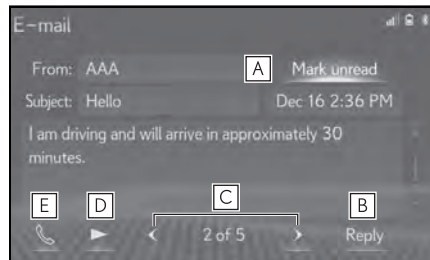 E-mail
From: AAA
A
Mark unread
Subject: Hello
Dec 16 2:36 PM
I am driving and will arrive in approximately 30
minutes.
E
D
C
B
2 of 5
Reply